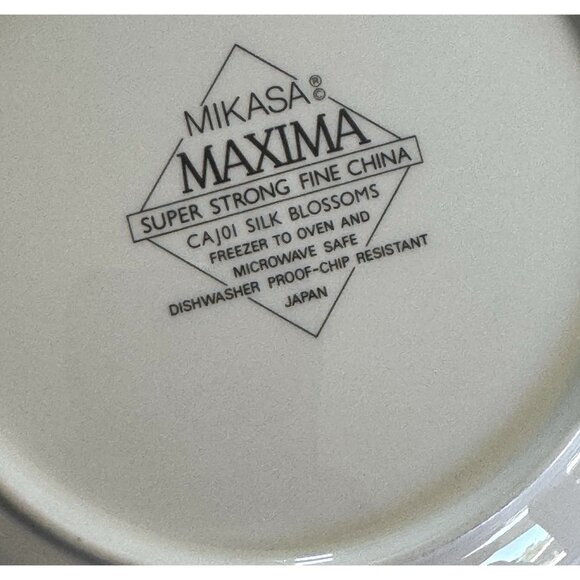 MIKASA®©
MAXIMA
SUPER STRONG FINE CHINA
CAJ01 SILK BLOSSOMS
FREEZER TO OVEN AND
MICROWAVE SAFE
DISHWASHER PROOF-CHIP RESISTANT
JAPAN